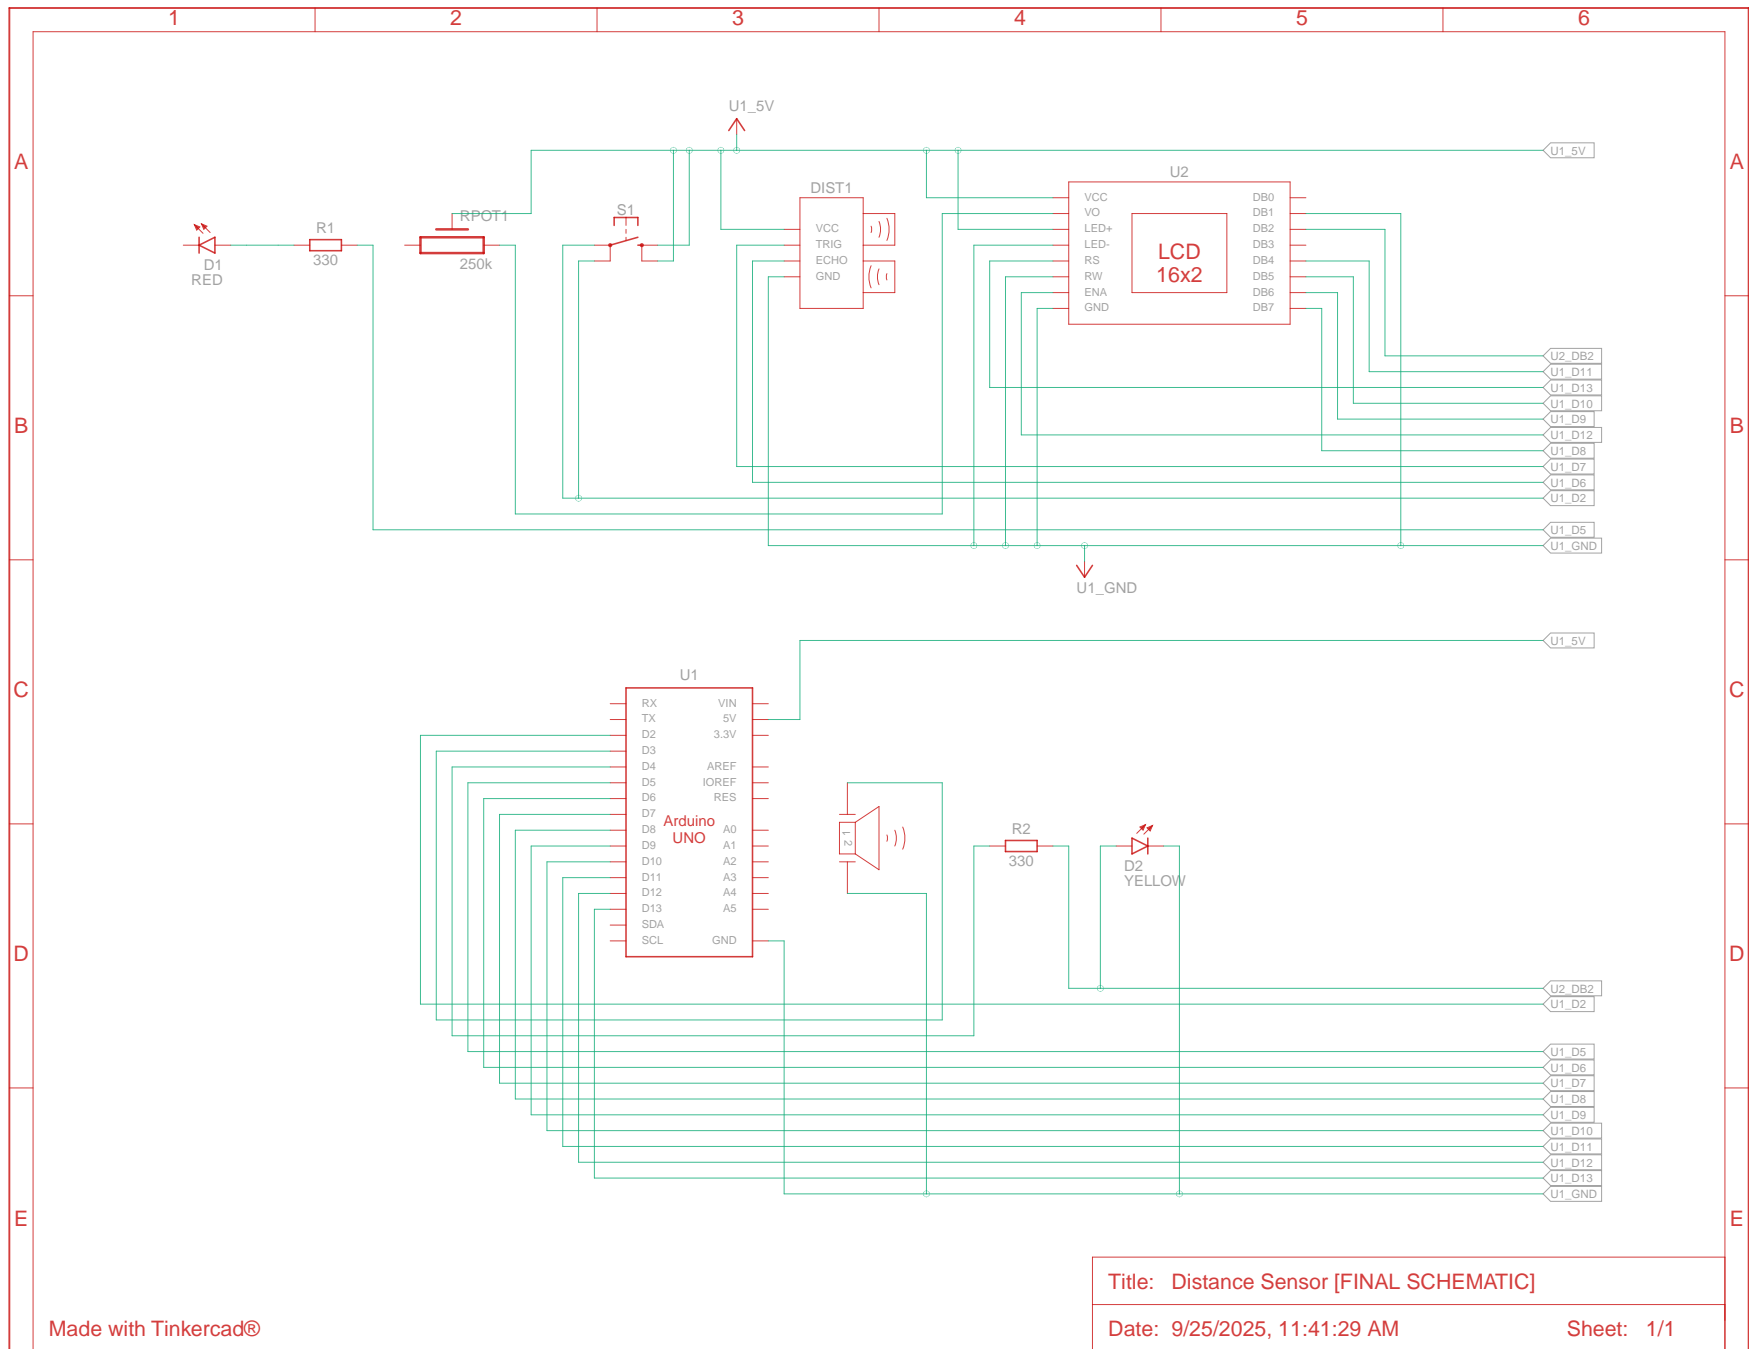 1 2 3 4 5 6
A A
B B
C C
D D
E E
U1_5V
U1_5V
D1
RED
R1
330
RPOT1
250k
S1
DIST1
VCC
TRIG
ECHO
GND
U2
VCC
VO
LED+
LED-
RS
RW
ENA
GND
LCD
16x2
DB0
DB1
DB2
DB3
DB4
DB5
DB6
DB7
U2_DB2
U1_D11
U1_D13
U1_D10
U1_D9
U1_D12
U1_D8
U1_D7
U1_D6
U1_D2
U1_D5
U1_GND
U1_GND
U1_5V
U1
RX
TX
D2
D3
D4
D5
D6
D7
D8
D9
D10
D11
D12
D13
SDA
SCL
Arduino
UNO
VIN
5V
3.3V
AREF
IOREF
RES
A0
A1
A2
A3
A4
A5
GND
1 2
R2
330
D2
YELLOW
U2_DB2
U1_D2
U1_D5
U1_D6
U1_D7
U1_D8
U1_D9
U1_D10
U1_D11
U1_D12
U1_D13
U1_GND
Title: Distance Sensor [FINAL SCHEMATIC]
Made with Tinkercad®
Date: 9/25/2025, 11:41:29 AM Sheet: 1/1